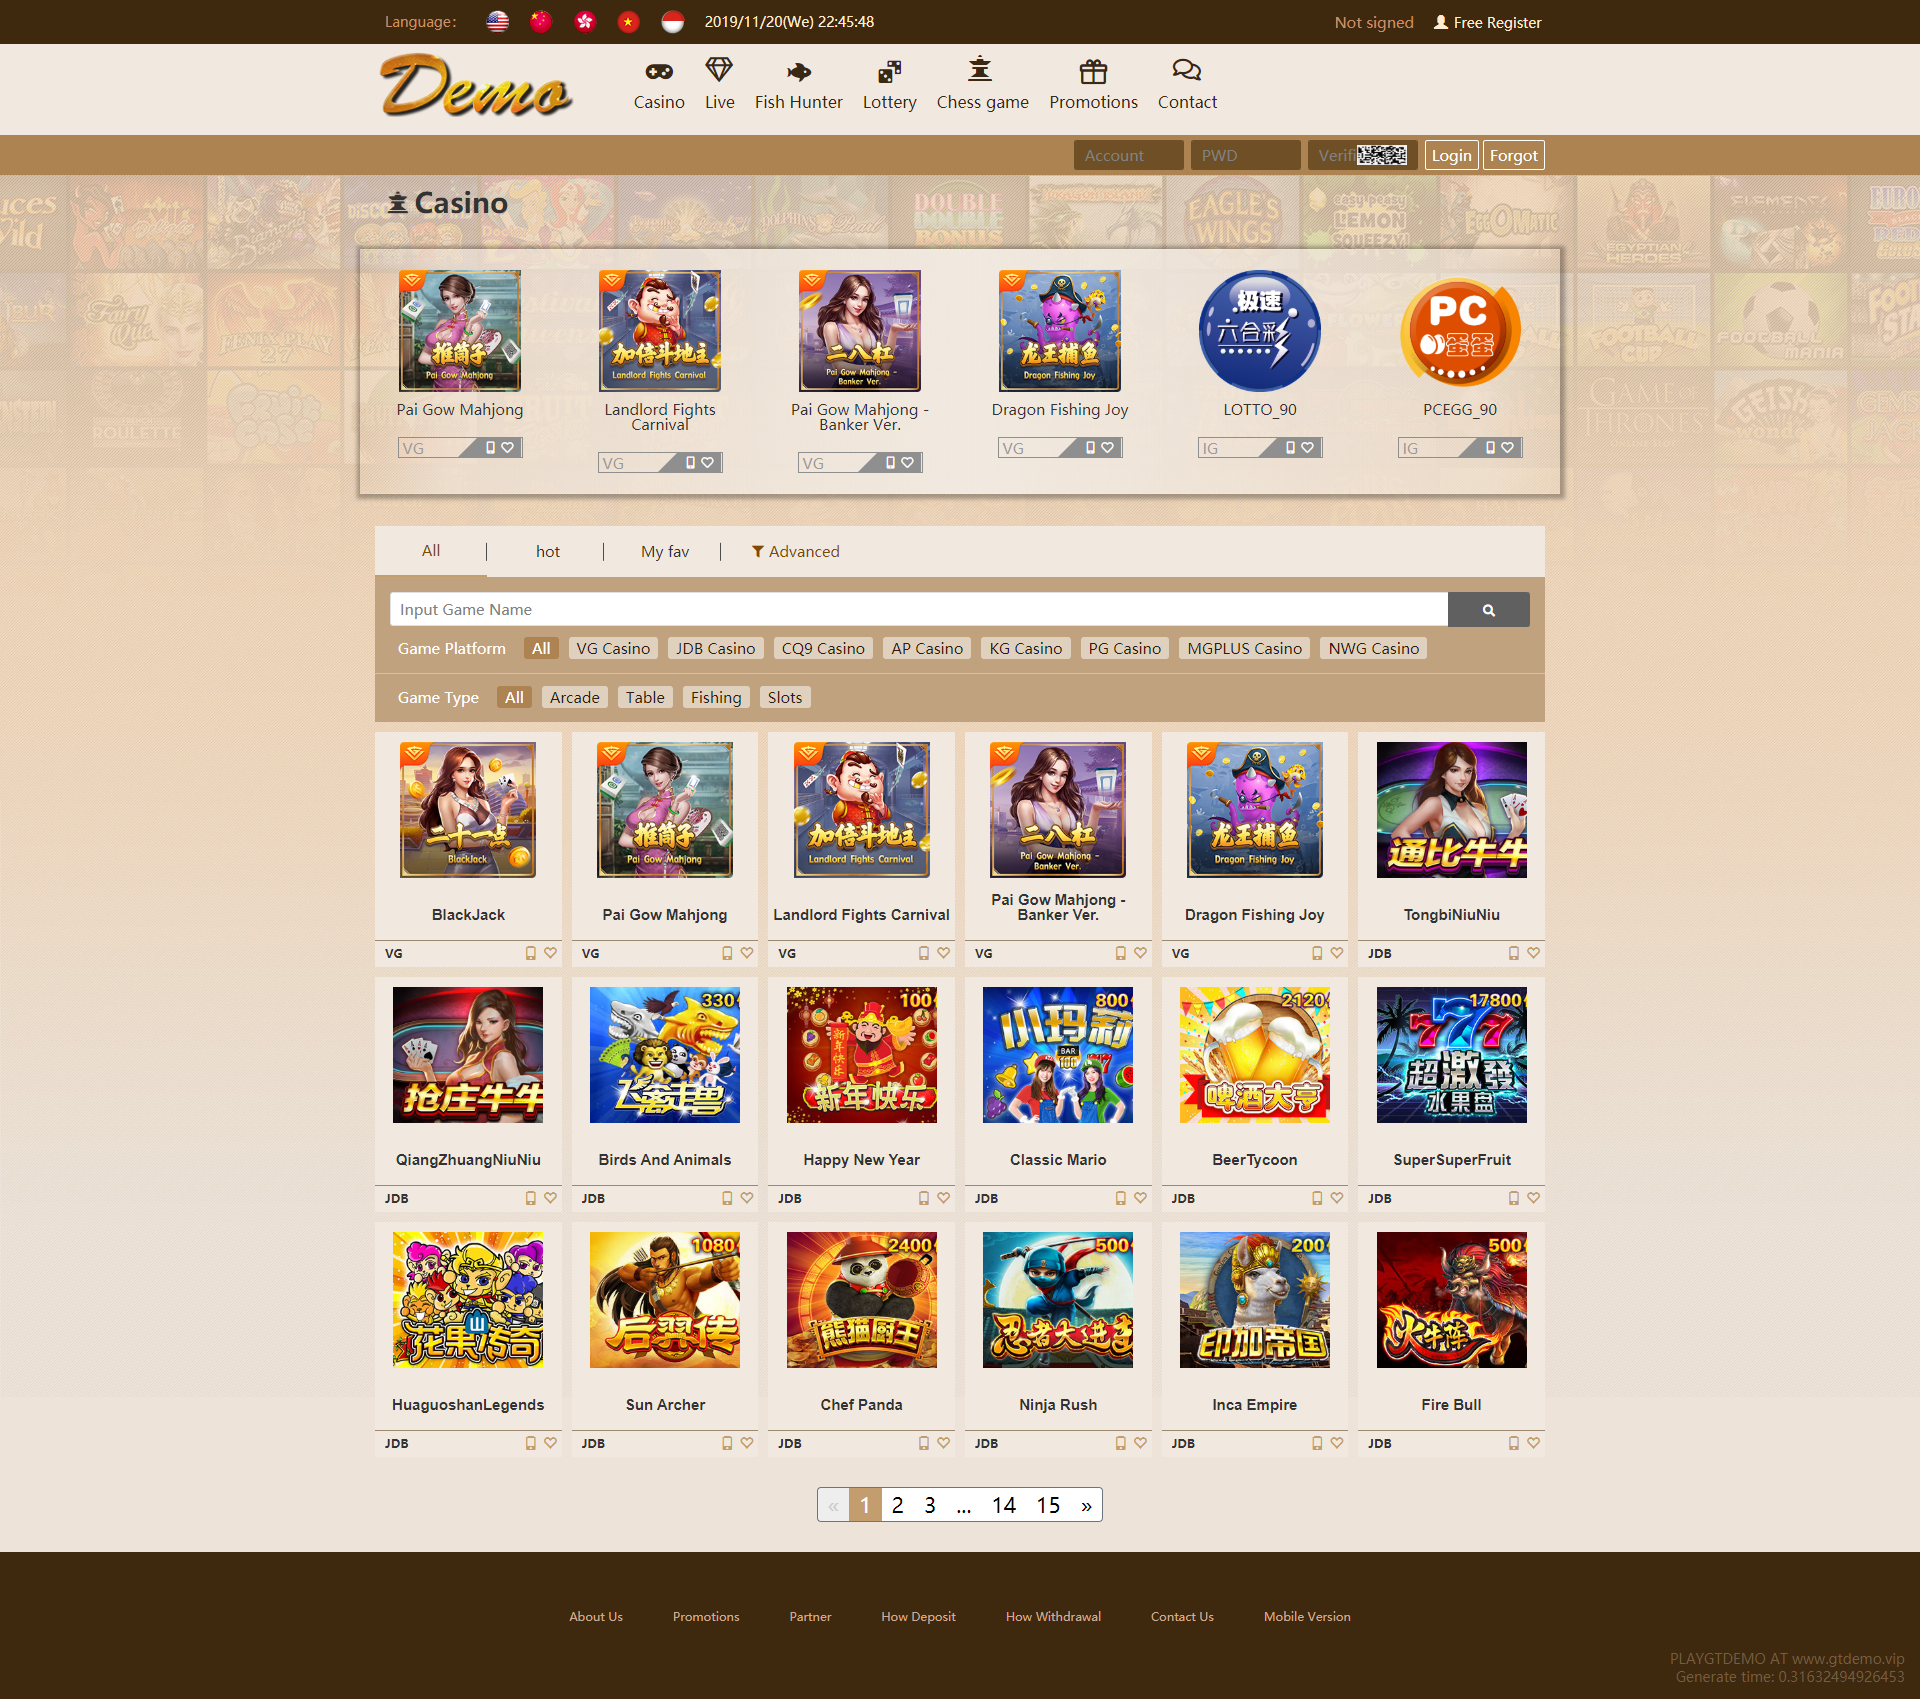 Language：
2019/11/20(We) 22:45:48
Not signed
Free Register
Demo
Casino
Live
Fish Hunter
Lottery
Chess game
Promotions
Contact
Account
PWD
Verifi
Login
Forgot
Casino
推筒子
Pai Gow Mahjong
加倍斗地主
Landlord Fights Carnival
二八杠
Pai Gow Mahjong -
Banker Ver.
龙王捕鱼
Dragon Fishing Joy
极速
六合彩
PC
蛋蛋
Pai Gow Mahjong
Landlord Fights
Carnival
Pai Gow Mahjong -
Banker Ver.
Dragon Fishing Joy
LOTTO_90
PCEGG_90
VG
VG
VG
VG
IG
IG
All
hot
My fav
Advanced
Input Game Name
Game Platform
All
VG Casino
JDB Casino
CQ9 Casino
AP Casino
KG Casino
PG Casino
MGPLUS Casino
NWG Casino
Game Type
All
Arcade
Table
Fishing
Slots
二十一点
BlackJack
推筒子
Pai Gow Mahjong
加倍斗地主
Landlord Fights Carnival
二八杠
Pai Gow Mahjong -
Banker Ver.
龙王捕鱼
Dragon Fishing Joy
通比牛牛
BlackJack
Pai Gow Mahjong
Landlord Fights Carnival
Pai Gow Mahjong -
Banker Ver.
Dragon Fishing Joy
TongbiNiuNiu
VG
VG
VG
VG
VG
JDB
抢庄牛牛
330
飞禽走兽
100
新年快乐
新年快乐
800
小玛莉
BAR
100
2120
啤酒大亨
17800
777
超激發
水果盘
QiangZhuangNiuNiu
Birds And Animals
Happy New Year
Classic Mario
BeerTycoon
SuperSuperFruit
JDB
JDB
JDB
JDB
JDB
JDB
花果传奇
1080
后羿传
2400
熊猫厨王
500
忍者大进击
200
印加帝国
500
火牛阵
HuaguoshanLegends
Sun Archer
Chef Panda
Ninja Rush
Inca Empire
Fire Bull
JDB
JDB
JDB
JDB
JDB
JDB
« 1 2 3 ... 14 15 »
About Us
Promotions
Partner
How Deposit
How Withdrawal
Contact Us
Mobile Version
PLAYGTDEMO AT www.gtdemo.vip
Generate time: 0.31632494926453